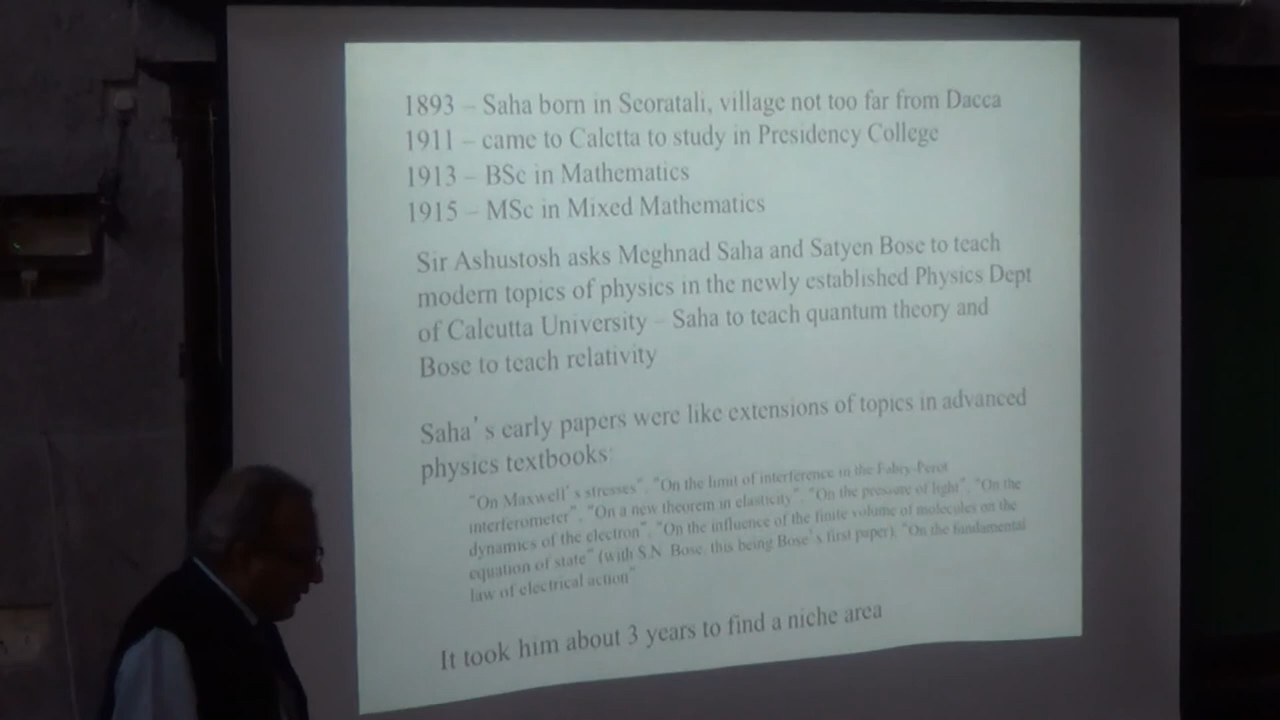 1893 – Saha born in Seoratali, village not too far from Dacca
1911 – came to Calctta to study in Presidency College
1913 – BSc in Mathematics
1915 – MSc in Mixed Mathematics
Sir Ashustosh asks Meghnad Saha and Satyen Bose to teach
modern topics of physics in the newly established Physics Dept
of Calcutta University – Saha to teach quantum theory and
Bose to teach relativity
Saha's early papers were like extensions of topics in advanced
physics textbooks:
"On Maxwell's stresses", "On the limit of interference in the Fabry-Perot
interferometer", "On a new theorem in elasticity", "On the pressure of light", "On the
dynamics of the electron", "On the influence of the finite volume of molecules on the
equation of state" (with S.N. Bose, this being Bose's first paper), "On the fundamental
law of electrical action"
It took him about 3 years to find a niche area